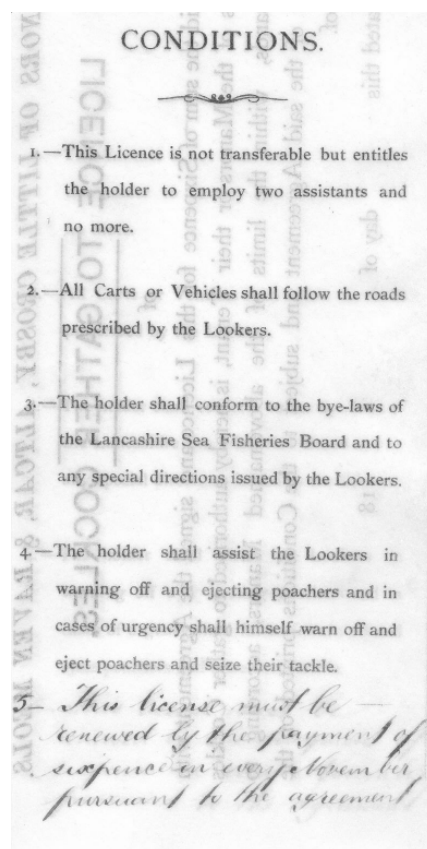 CONDITIONS.
1.—This Licence is not transferable but entitles
the holder to employ two assistants and
no more.
2.—All Carts or Vehicles shall follow the roads
prescribed by the Lookers.
3.—The holder shall conform to the bye-laws of
the Lancashire Sea Fisheries Board and to
any special directions issued by the Lookers.
4.—The holder shall assist the Lookers in
warning off and ejecting poachers and in
cases of urgency shall himself warn off and
eject poachers and seize their tackle.
5— This license must be —
renewed by the payment of
sixpence in every November
pursuant to the agreement